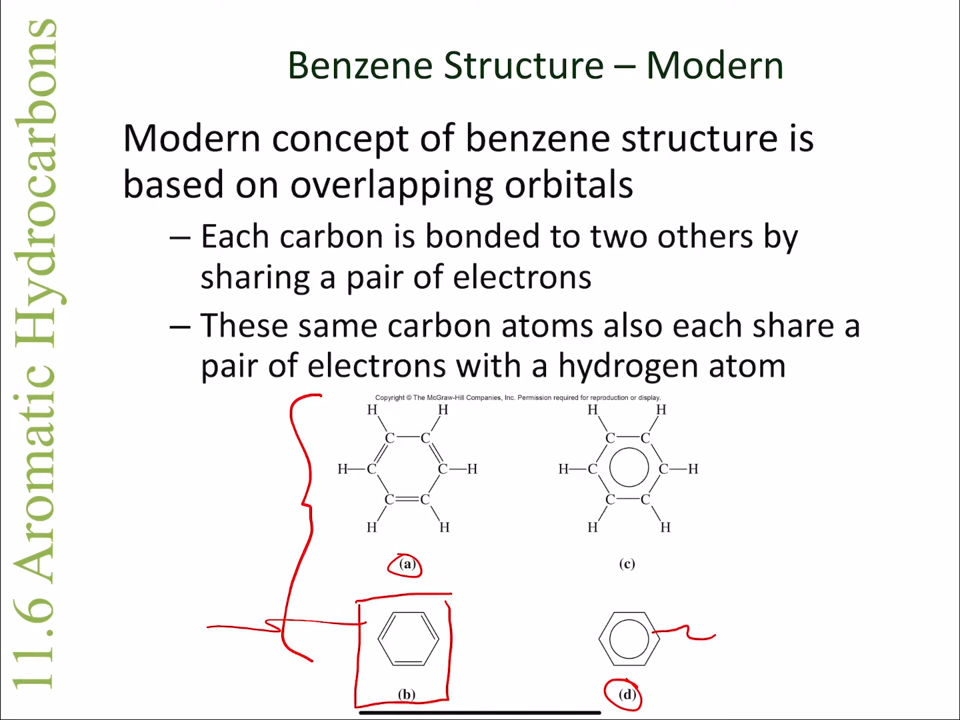 11.6 Aromatic Hydrocarbons
Benzene Structure – Modern
Modern concept of benzene structure is
based on overlapping orbitals
– Each carbon is bonded to two others by
sharing a pair of electrons
– These same carbon atoms also each share a
pair of electrons with a hydrogen atom
Copyright © The McGraw-Hill Companies, Inc. Permission required for reproduction or display.
H H H H
C C C C
H C C H H C C H
C C C C
H H H H
(a) (c)
(b) (d)